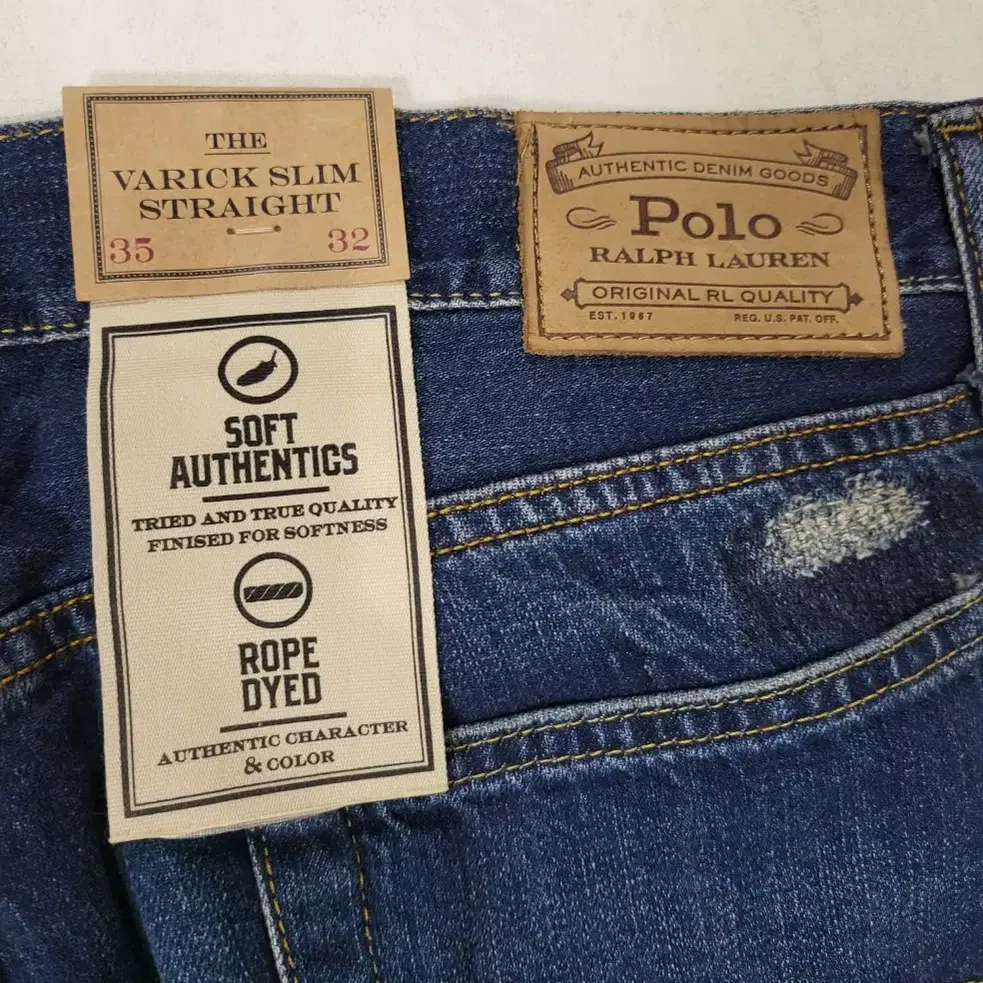 THE
VARICK SLIM
STRAIGHT
35 32
SOFT
AUTHENTICS
TRIED AND TRUE QUALITY
FINISED FOR SOFTNESS
ROPE
DYED
AUTHENTIC CHARACTER
& COLOR
AUTHENTIC DENIM GOODS
Polo
RALPH LAUREN
ORIGINAL RL QUALITY
EST. 1967 REG. U.S. PAT. OFF.